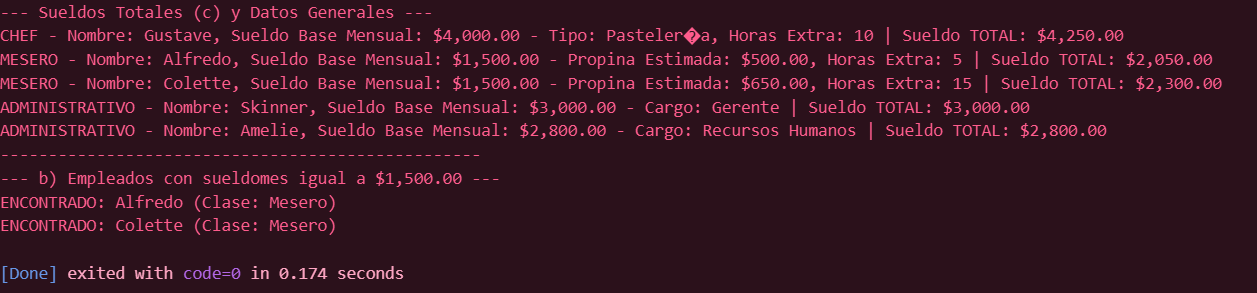 --- Sueldos Totales (c) y Datos Generales ---
CHEF - Nombre: Gustave, Sueldo Base Mensual: $4,000.00 - Tipo: Pasteler�a, Horas Extra: 10 | Sueldo TOTAL: $4,250.00
MESERO - Nombre: Alfredo, Sueldo Base Mensual: $1,500.00 - Propina Estimada: $500.00, Horas Extra: 5 | Sueldo TOTAL: $2,050.00
MESERO - Nombre: Colette, Sueldo Base Mensual: $1,500.00 - Propina Estimada: $650.00, Horas Extra: 15 | Sueldo TOTAL: $2,300.00
ADMINISTRATIVO - Nombre: Skinner, Sueldo Base Mensual: $3,000.00 - Cargo: Gerente | Sueldo TOTAL: $3,000.00
ADMINISTRATIVO - Nombre: Amelie, Sueldo Base Mensual: $2,800.00 - Cargo: Recursos Humanos | Sueldo TOTAL: $2,800.00
--------------------------------------------------
--- b) Empleados con sueldomes igual a $1,500.00 ---
ENCONTRADO: Alfredo (Clase: Mesero)
ENCONTRADO: Colette (Clase: Mesero)
[Done] exited with code=0 in 0.174 seconds